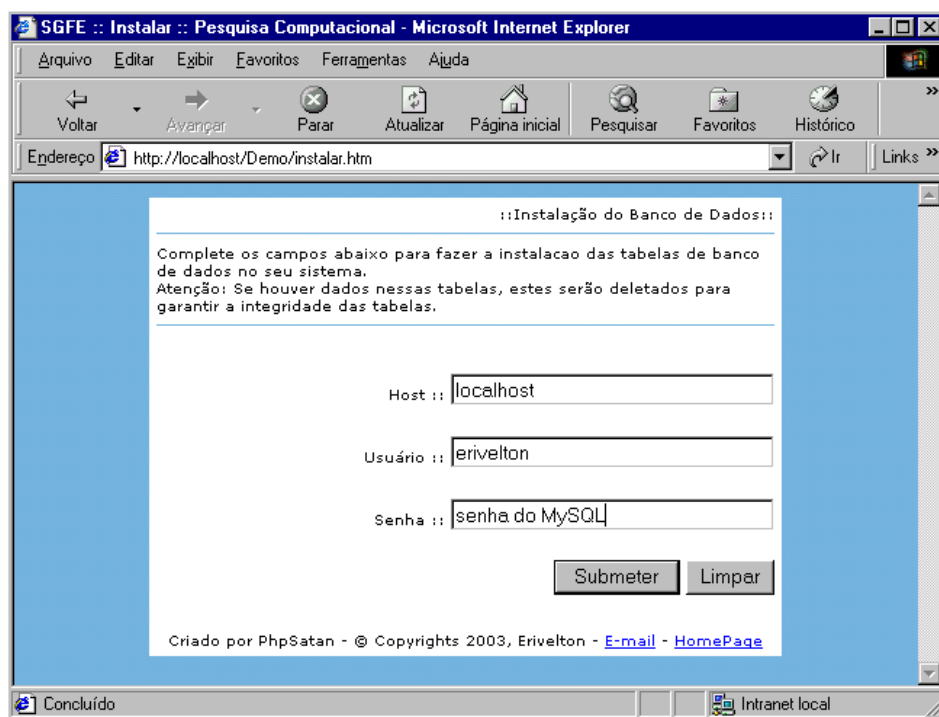 SGFE :: Instalar :: Pesquisa Computacional - Microsoft Internet Explorer
Arquivo Editar Exibir Favoritos Ferramentas Ajuda
Voltar Avançar Parar Atualizar Página inicial Pesquisar Favoritos Histórico »
Endereço http://localhost/Demo/instalar.htm Ir Links »
::Instalação do Banco de Dados::
Complete os campos abaixo para fazer a instalacao das tabelas de banco
de dados no seu sistema.
Atenção: Se houver dados nessas tabelas, estes serão deletados para
garantir a integridade das tabelas.
Host :: localhost
Usuário :: erivelton
Senha :: senha do MySQL
Submeter Limpar
Criado por PhpSatan - © Copyrights 2003, Erivelton - E-mail - HomePage
Concluído Intranet local